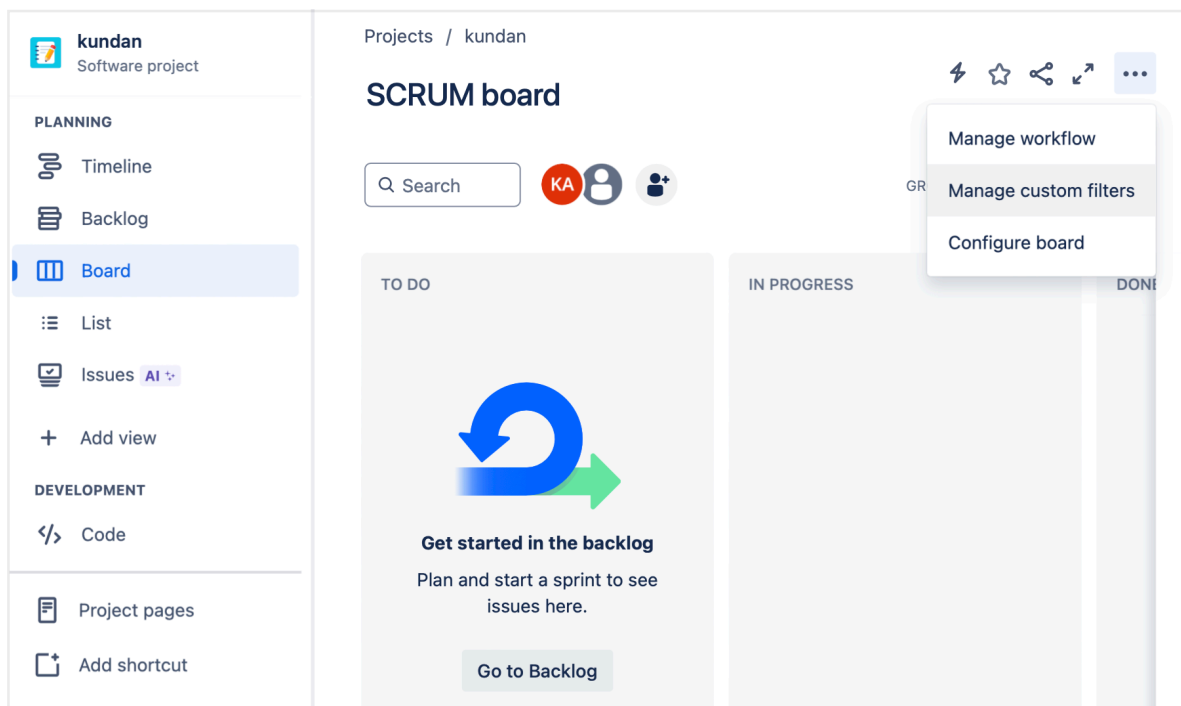 kundan
Software project
PLANNING
Timeline
Backlog
Board
List
Issues AI
Add view
DEVELOPMENT
Code
Project pages
Add shortcut
Projects / kundan
SCRUM board
Search
KA
GR
Manage workflow
Manage custom filters
Configure board
TO DO
IN PROGRESS
DONE
Get started in the backlog
Plan and start a sprint to see
issues here.
Go to Backlog